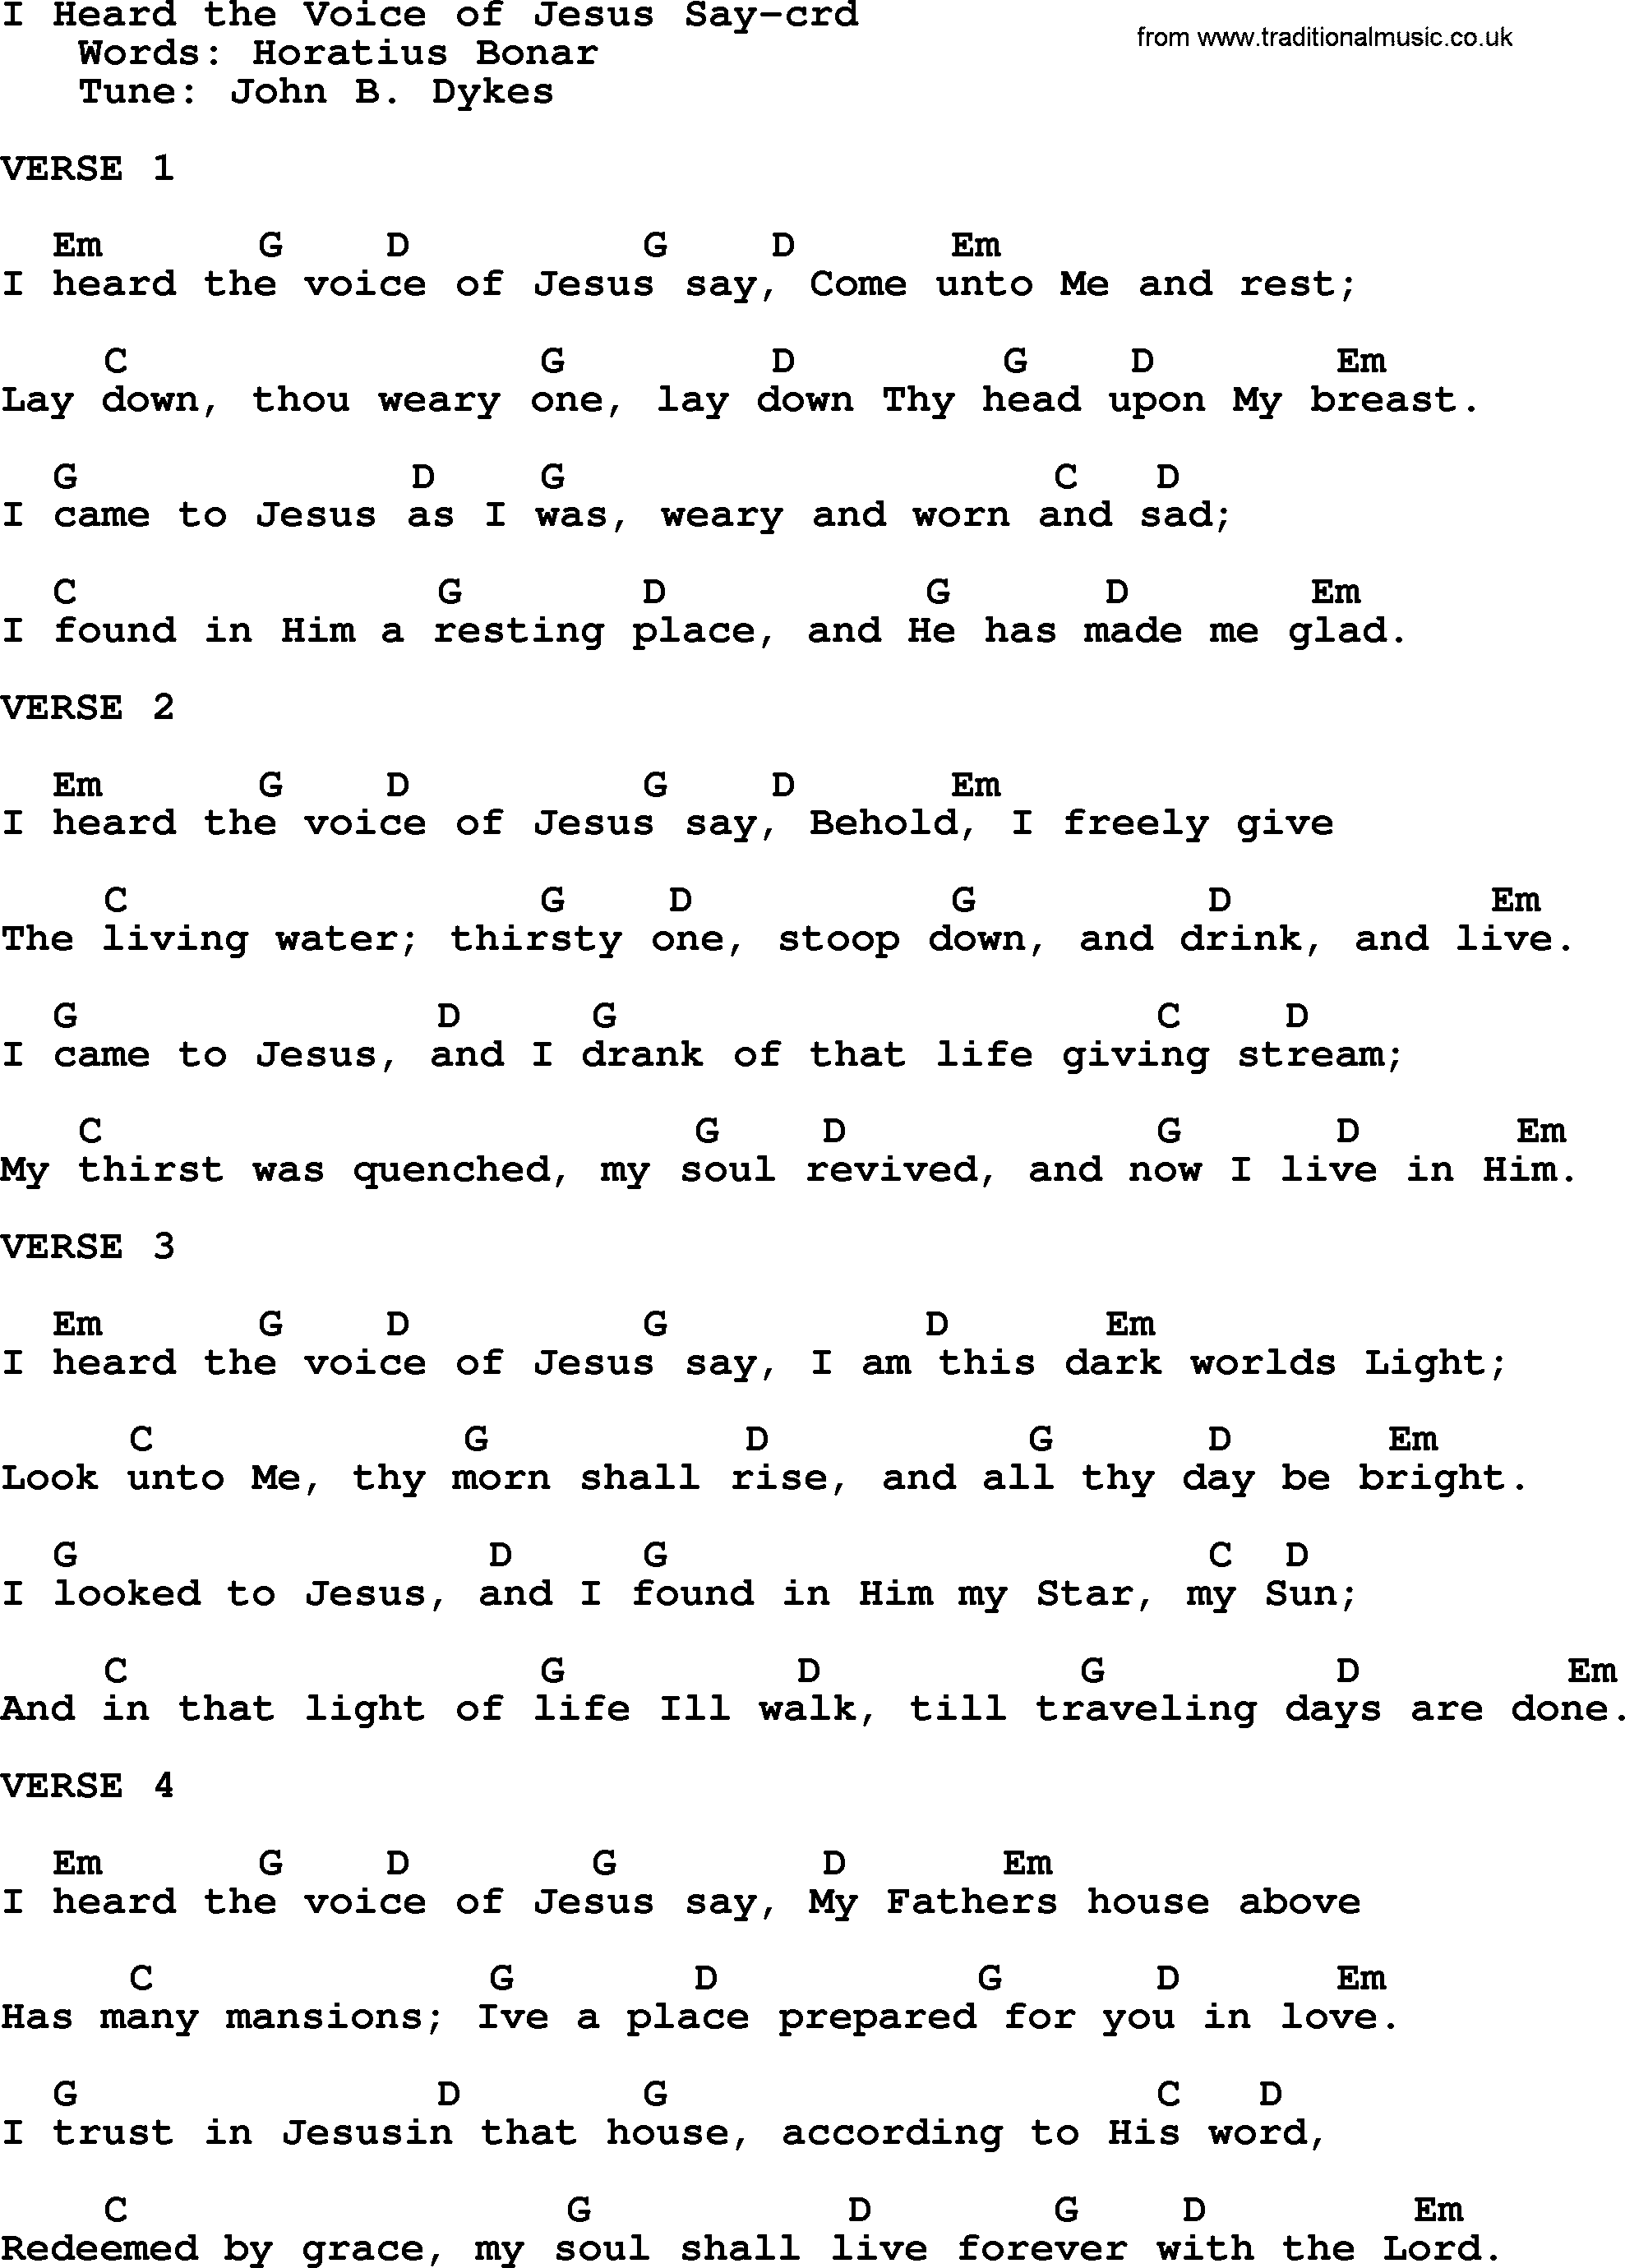 I Heard the Voice of Jesus Say-crd
from www.traditionalmusic.co.uk
Words: Horatius Bonar
Tune: John B. Dykes
VERSE 1
Em G D G D Em
I heard the voice of Jesus say, Come unto Me and rest;
C G D G D Em
Lay down, thou weary one, lay down Thy head upon My breast.
G D G C D
I came to Jesus as I was, weary and worn and sad;
C G D G D Em
I found in Him a resting place, and He has made me glad.
VERSE 2
Em G D G D Em
I heard the voice of Jesus say, Behold, I freely give
C G D G D Em
The living water; thirsty one, stoop down, and drink, and live.
G D G C D
I came to Jesus, and I drank of that life giving stream;
C G D G D Em
My thirst was quenched, my soul revived, and now I live in Him.
VERSE 3
Em G D G D Em
I heard the voice of Jesus say, I am this dark worlds Light;
C G D G D Em
Look unto Me, thy morn shall rise, and all thy day be bright.
G D G C D
I looked to Jesus, and I found in Him my Star, my Sun;
C G D G D Em
And in that light of life Ill walk, till traveling days are done.
VERSE 4
Em G D G D Em
I heard the voice of Jesus say, My Fathers house above
C G D G D Em
Has many mansions; Ive a place prepared for you in love.
G D G C D
I trust in Jesusin that house, according to His word,
C G D G D Em
Redeemed by grace, my soul shall live forever with the Lord.